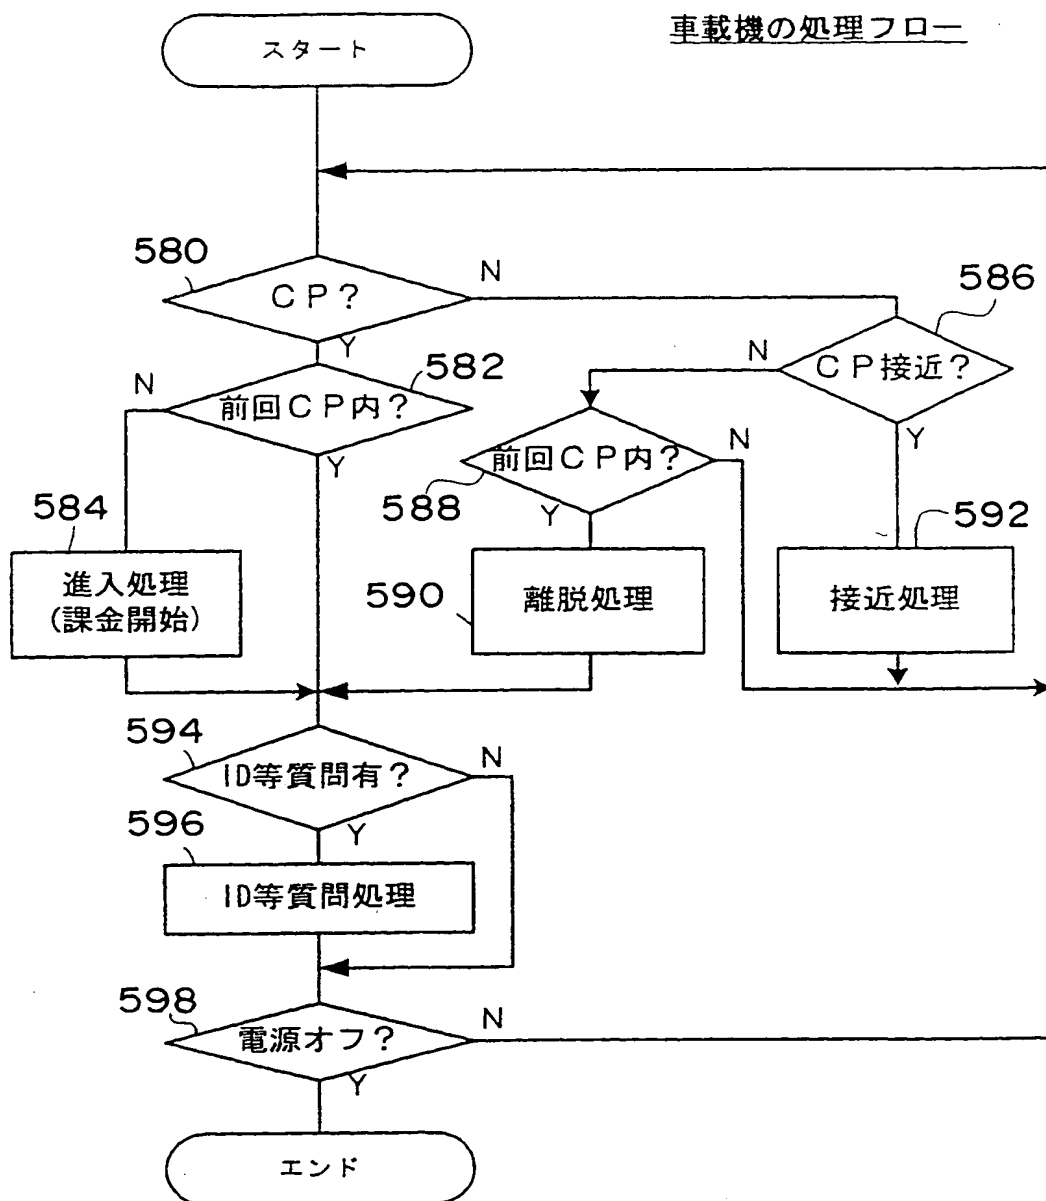 車載機の処理フロー
スタート
580
CP?
N
Y
586
CP接近?
N
Y
582
前回CP内?
N
Y
588
前回CP内?
N
Y
584
進入処理
(課金開始)
590
離脱処理
592
接近処理
594
ID等質問有?
N
Y
596
ID等質問処理
598
電源オフ?
N
Y
エンド